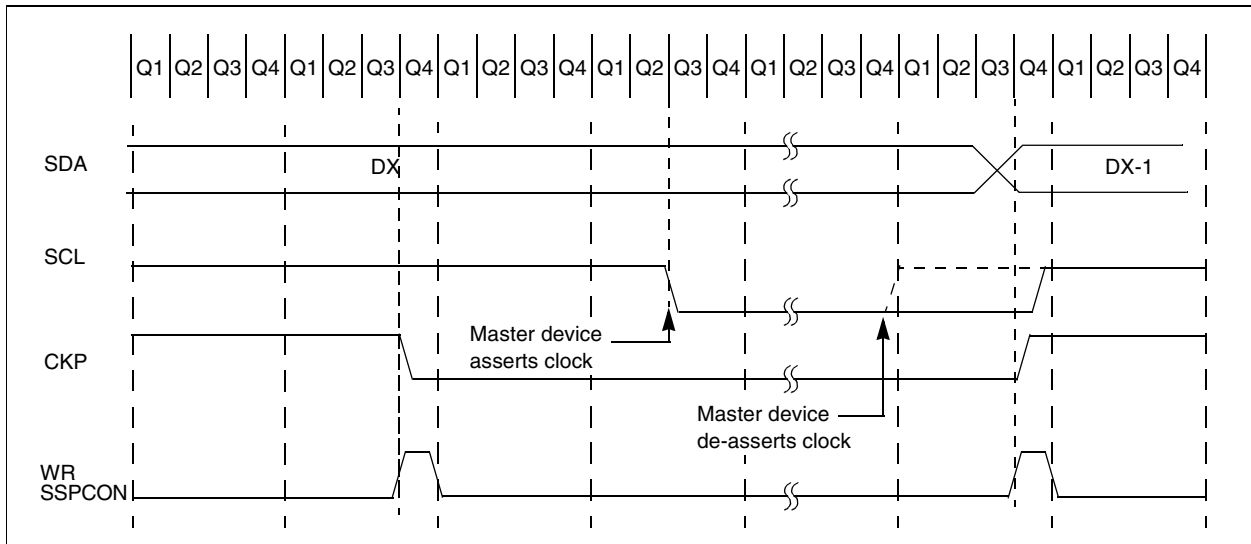 Q1 Q2 Q3 Q4 Q1 Q2 Q3 Q4 Q1 Q2 Q3 Q4 Q1 Q2 Q3 Q4 Q1 Q2 Q3 Q4 Q1 Q2 Q3 Q4 Q1 Q2 Q3 Q4
SDA
DX
DX-1
SCL
Master device
asserts clock
CKP
Master device
de-asserts clock
WR
SSPCON